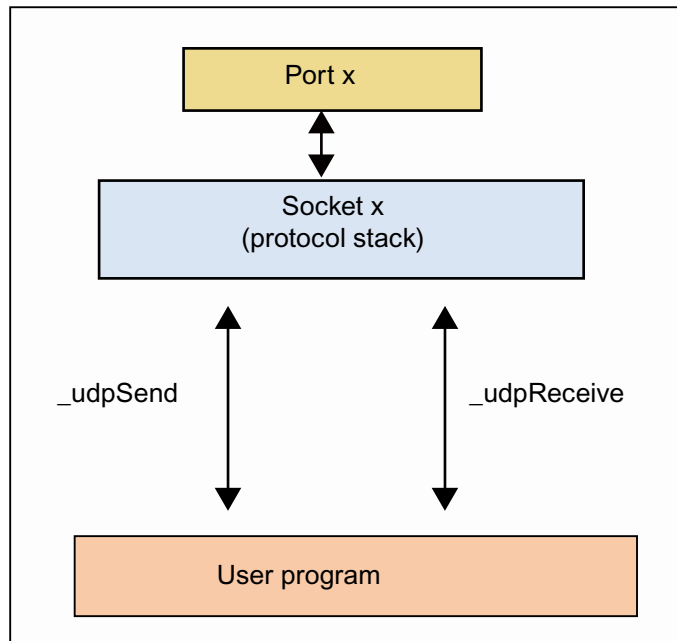 Port x
Socket x
(protocol stack)
_udpSend
_udpReceive
User program